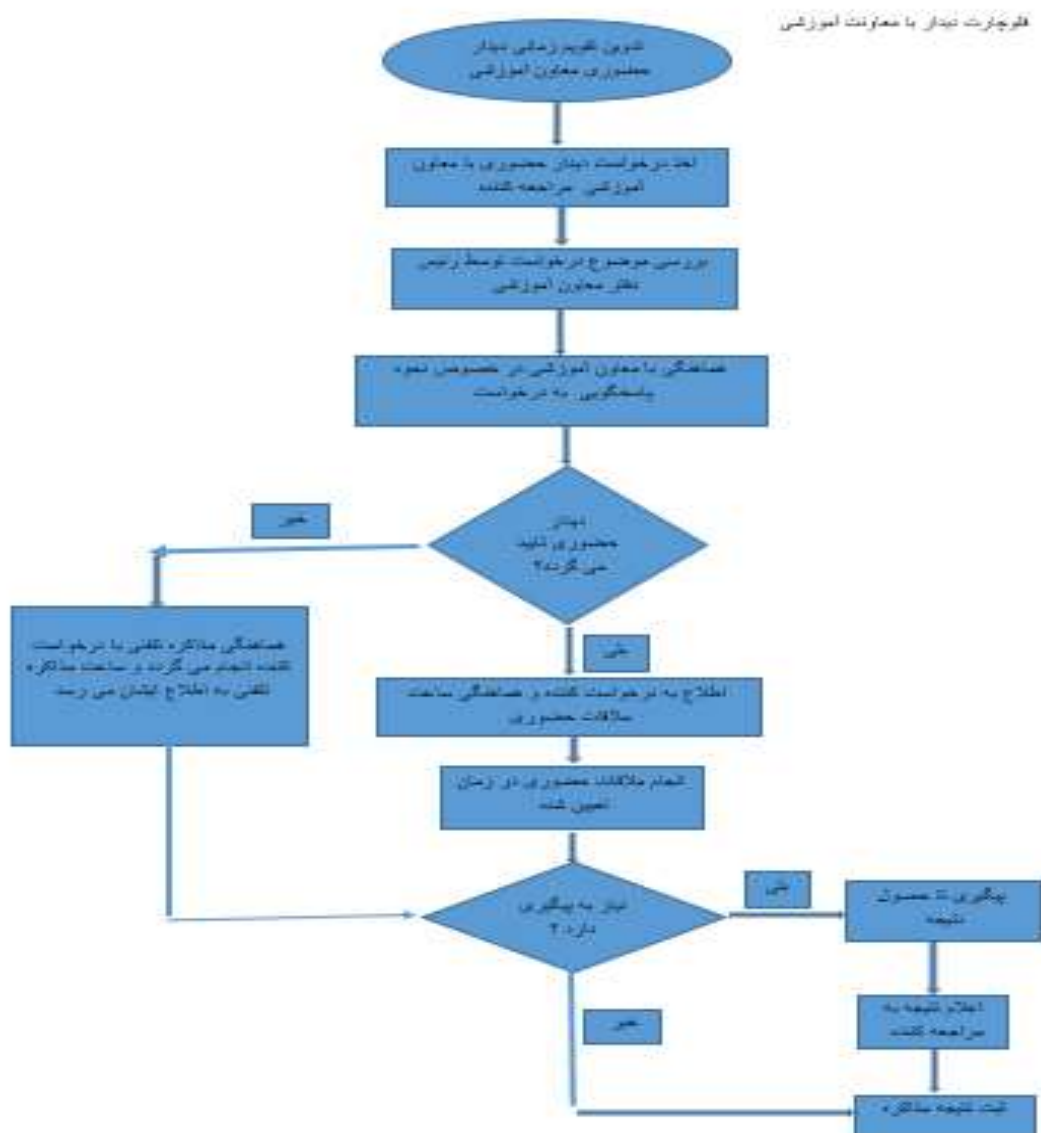 فلوچارت دیدار با معاونت آموزشی
تدوین تقویم زمانی دیدار
حضوری معاون آموزشی
اخذ درخواست دیدار حضوری با معاون
آموزشی مراجعه کننده
بررسی موضوع درخواست توسط رئیس
دفتر معاون آموزشی
هماهنگی با معاون آموزشی در خصوص نحوه
پاسخگویی به درخواست
دیدار
حضوری تایید
می گردد؟
خیر
هماهنگی مذاکره تلفنی با درخواست
کننده انجام می گردد و ساعت مذاکره
تلفنی به اطلاع ایشان می رسد
بلی
اطلاع به درخواست کننده و هماهنگی ساعت
ملاقات حضوری
انجام ملاقات حضوری در زمان
تعیین شده
نیاز به پیگیری
دارد ؟
بلی
پیگیری تا حصول
نتیجه
اعلام نتیجه به
مراجعه کننده
خیر
ثبت نتیجه مذاکره